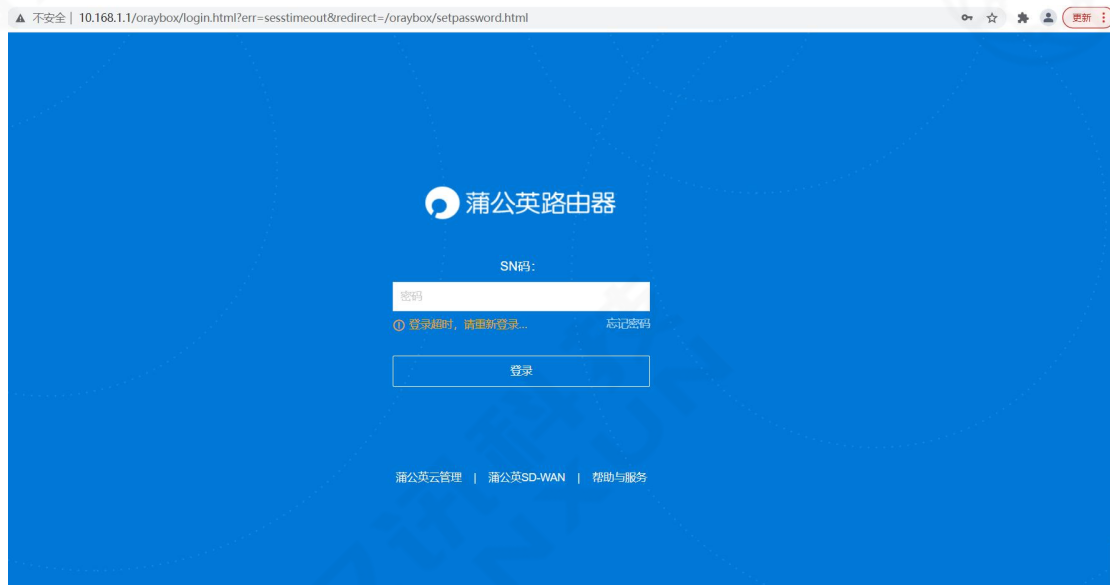 不安全 | 10.168.1.1/oraybox/login.html?err=sesstimeout&tredirect=/oraybox/setpassword.html 更新
蒲公英路由器
SN码：
密码
登录超时，请重新登录... 忘记密码
登录
蒲公英云管理 | 蒲公英SD-WAN | 帮助与服务